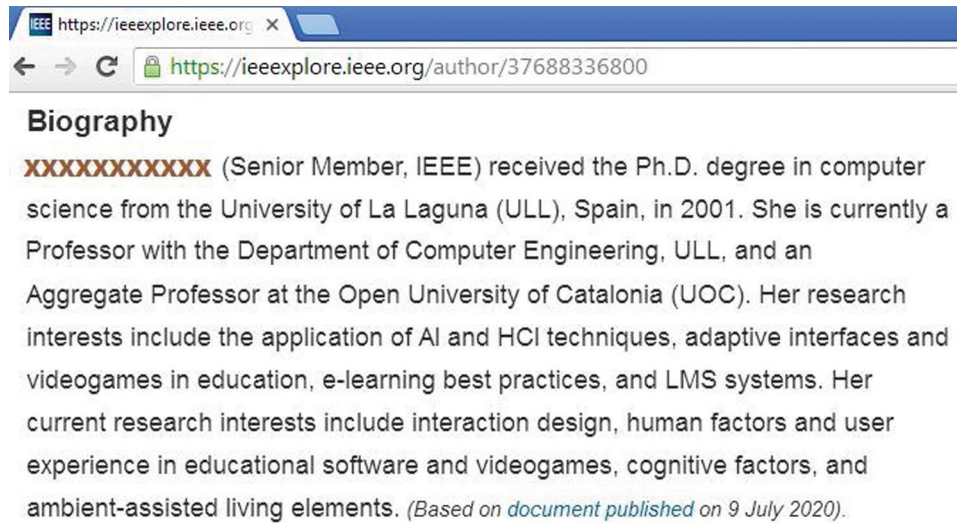 IEEE https://ieeexplore.ieee.org
https://ieeexplore.ieee.org/author/37688336800
Biography
XXXXXXXXXXX (Senior Member, IEEE) received the Ph.D. degree in computer
science from the University of La Laguna (ULL), Spain, in 2001. She is currently a
Professor with the Department of Computer Engineering, ULL, and an
Aggregate Professor at the Open University of Catalonia (UOC). Her research
interests include the application of AI and HCI techniques, adaptive interfaces and
videogames in education, e-learning best practices, and LMS systems. Her
current research interests include interaction design, human factors and user
experience in educational software and videogames, cognitive factors, and
ambient-assisted living elements. (Based on document published on 9 July 2020).